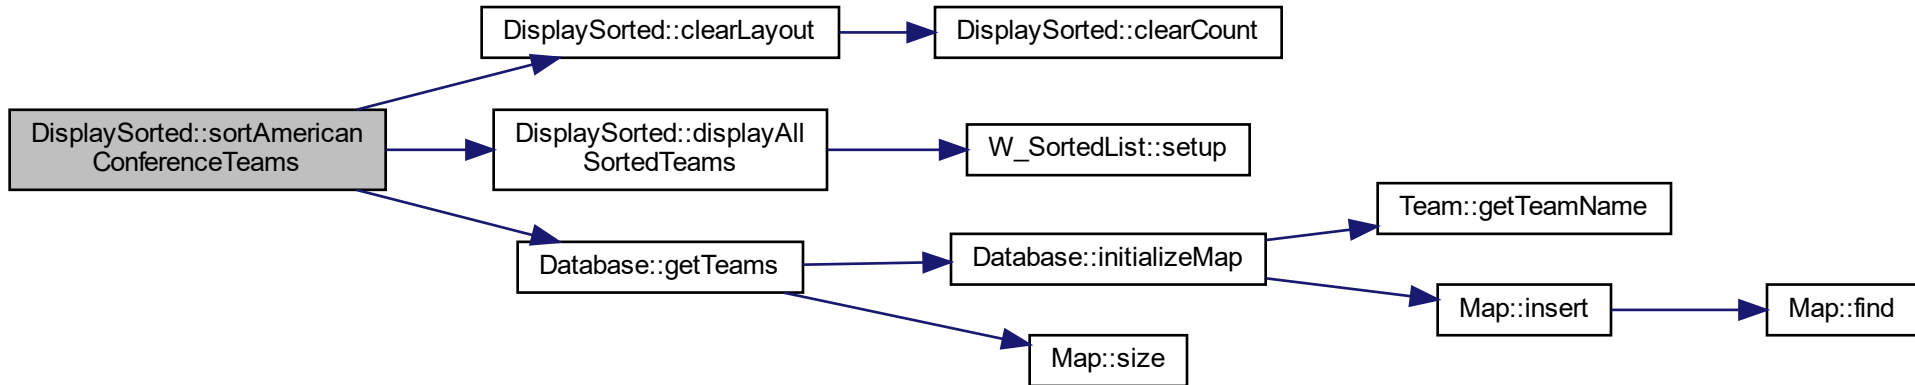 DisplaySorted::sortAmerican
ConferenceTeams
DisplaySorted::clearLayout
DisplaySorted::clearCount
DisplaySorted::displayAll
SortedTeams
W_SortedList::setup
Database::getTeams
Database::initializeMap
Team::getTeamName
Map::insert
Map::find
Map::size